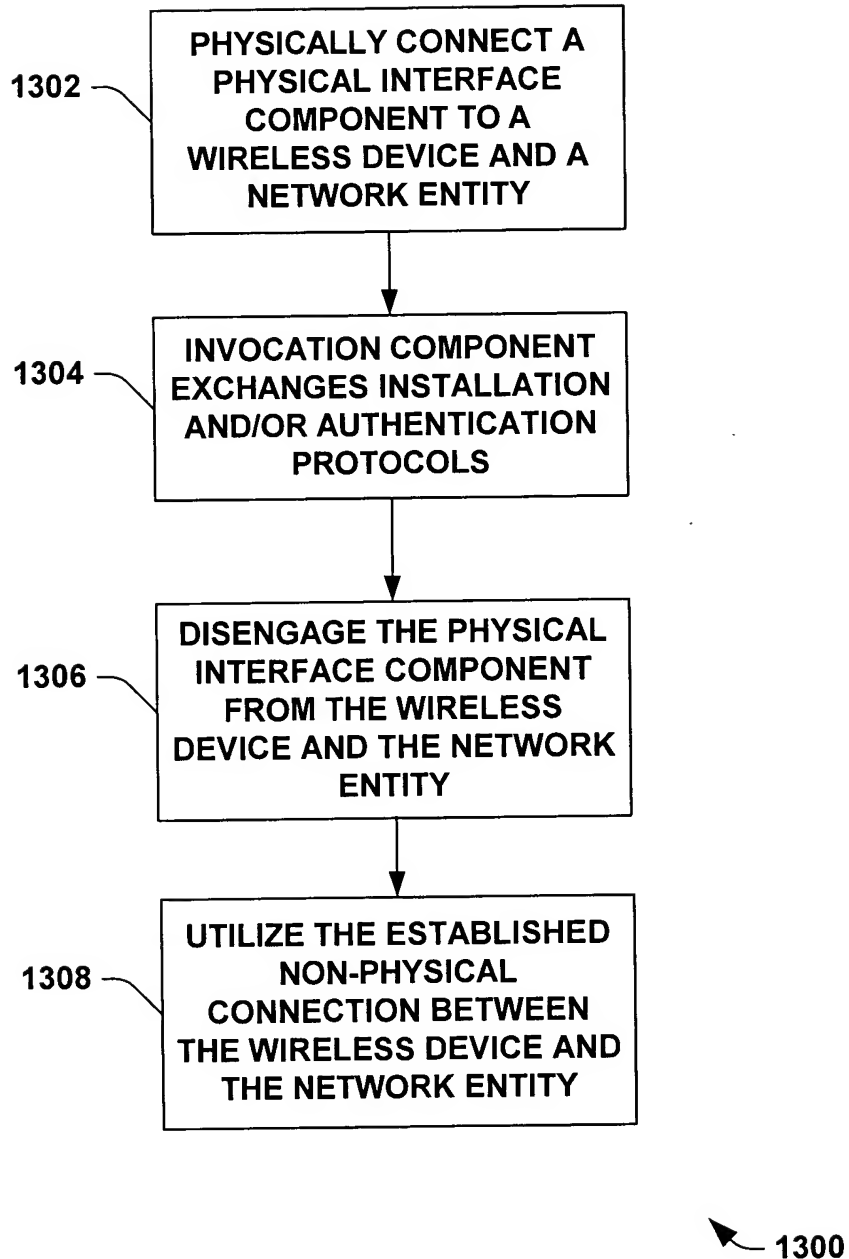 PHYSICALLY CONNECT A
PHYSICAL INTERFACE
1302
COMPONENT TO A
WIRELESS DEVICE AND A
NETWORK ENTITY
INVOCATION COMPONENT
1304
EXCHANGES INSTALLATION
AND/OR AUTHENTICATION
PROTOCOLS
DISENGAGE THE PHYSICAL
INTERFACE COMPONENT
1306
FROM THE WIRELESS
DEVICE AND THE NETWORK
ENTITY
UTILIZE THE ESTABLISHED
NON-PHYSICAL
1308
CONNECTION BETWEEN
THE WIRELESS DEVICE AND
THE NETWORK ENTITY
1300